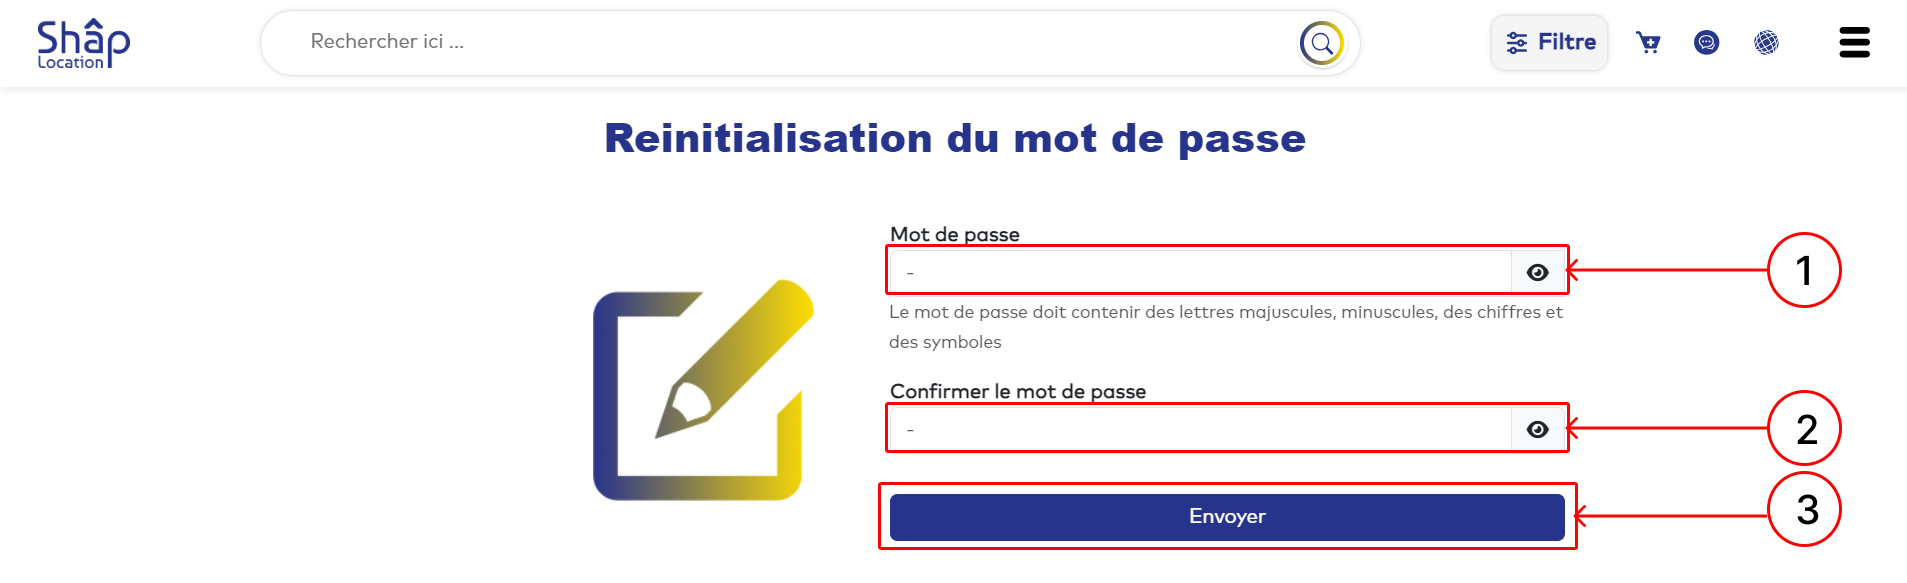 Shâp
Location
Rechercher ici ...
Filtre
Reinitialisation du mot de passe
Mot de passe
-
1
Le mot de passe doit contenir des lettres majuscules, minuscules, des chiffres et
des symboles
Confirmer le mot de passe
-
2
Envoyer
3